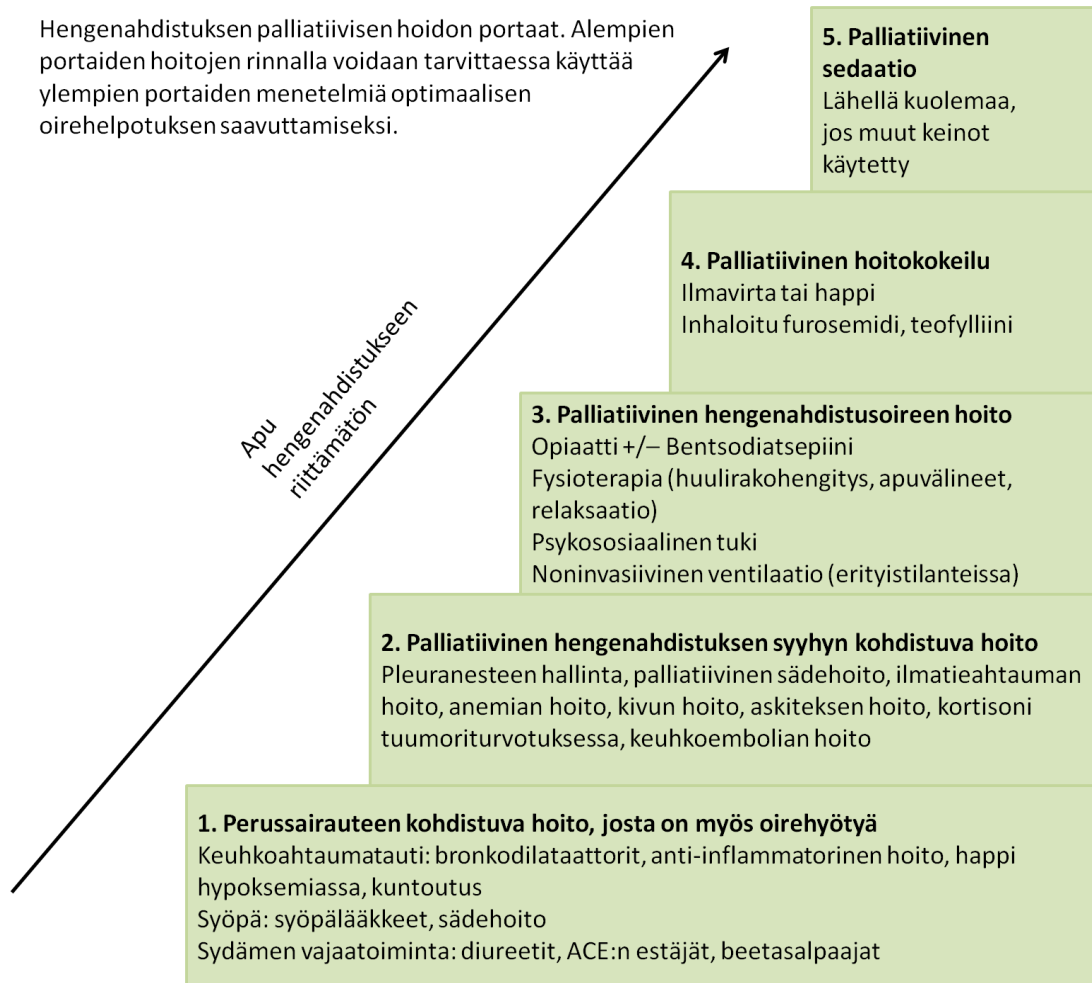 Hengenahdistuksen palliatiivisen hoidon portaat. Alempien
portaiden hoitojen rinnalla voidaan tarvittaessa käyttää
ylempien portaiden menetelmiä optimaalisen
oirehelpotuksen saavuttamiseksi.
5. Palliatiivinen
sedaatio
Lähellä kuolemaa,
jos muut keinot
käytetty
4. Palliatiivinen hoitokokeilu
Ilmavirta tai happi
Inhaloitu furosemidi, teofylliini
Apu
hengenahdistukseen
riittämätön
3. Palliatiivinen hengenahdistusoireen hoito
Opiaatti +/– Bentsodiatsepiini
Fysioterapia (huulirakohengitys, apuvälineet,
relaksaatio)
Psykososiaalinen tuki
Noninvasiivinen ventilaatio (erityistilanteissa)
2. Palliatiivinen hengenahdistuksen syyhyn kohdistuva hoito
Pleuranesteen hallinta, palliatiivinen sädehoito, ilmatieahtauman
hoito, anemian hoito, kivun hoito, askiteksen hoito, kortisoni
tuumoriturvotuksessa, keuhkoembolian hoito
1. Perussairauteen kohdistuva hoito, josta on myös oirehyötyä
Keuhkoahtaumatauti: bronkodilataattorit, anti-inflammatorinen hoito, happi
hypoksemiassa, kuntoutus
Syöpä: syöpälääkkeet, sädehoito
Sydämen vajaatoiminta: diureetit, ACE:n estäjät, beetasalpaajat